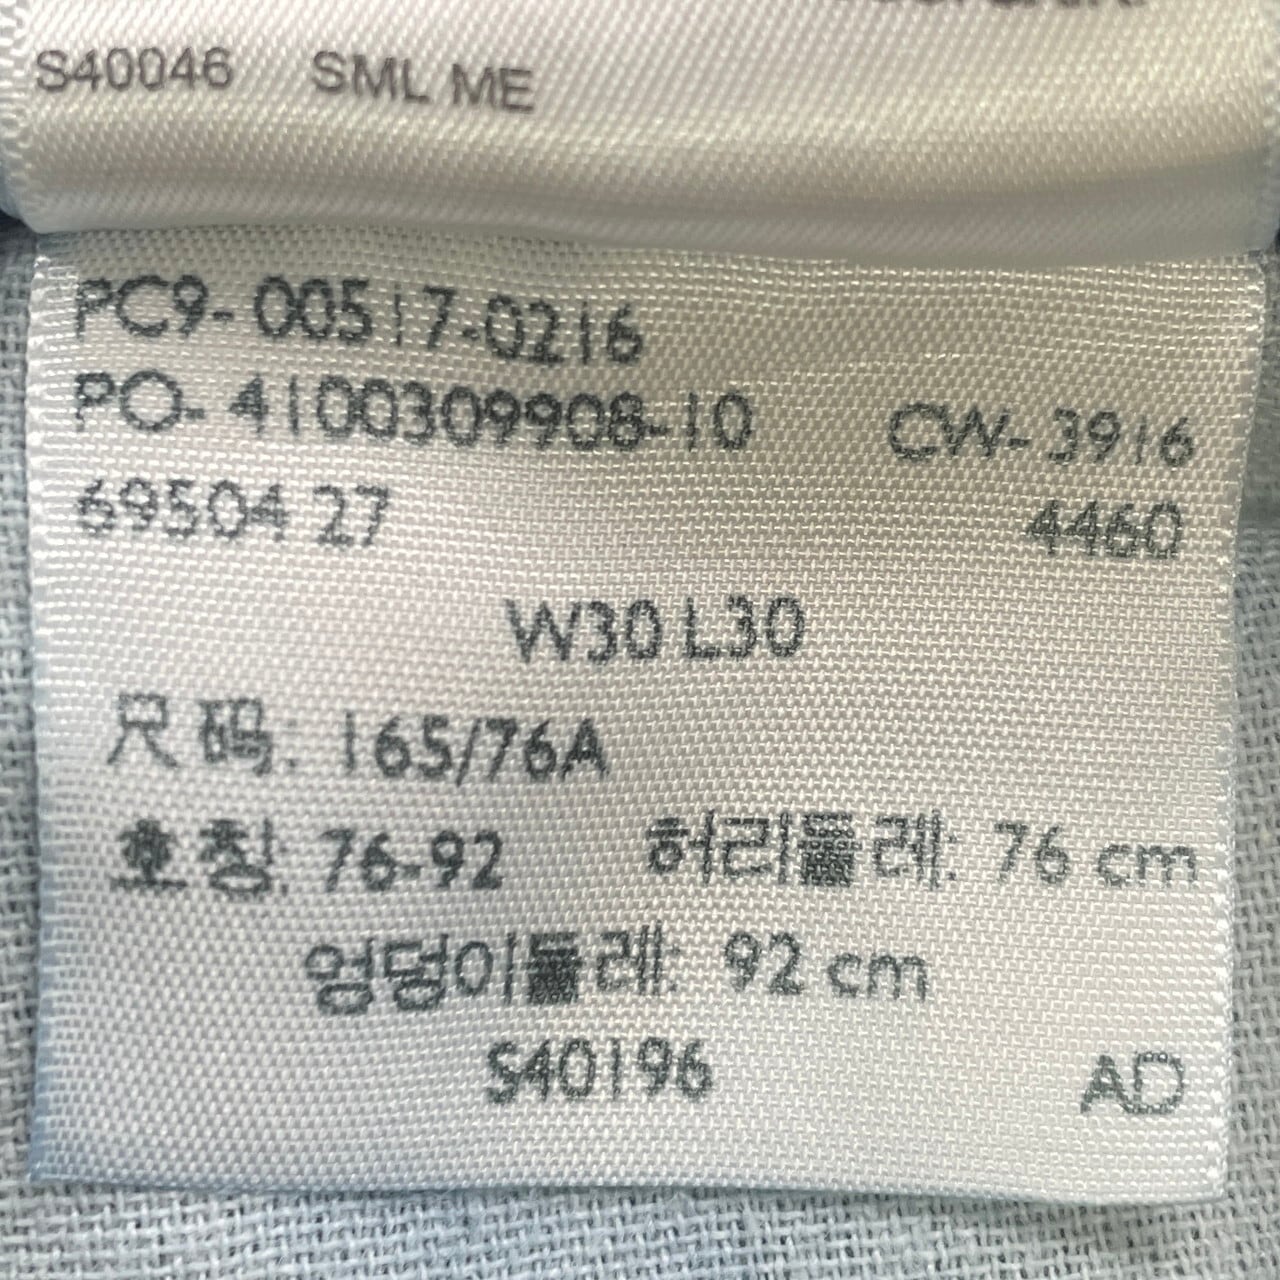 S40046 SML ME
PC9-00517-0216
PO-4100309908-10 CW-3916
69504 27 4460
W30 L30
尺码: 165/76A
호칭: 76-92 허리둘레: 76 cm
엉덩이둘레: 92 cm
S40196 AD